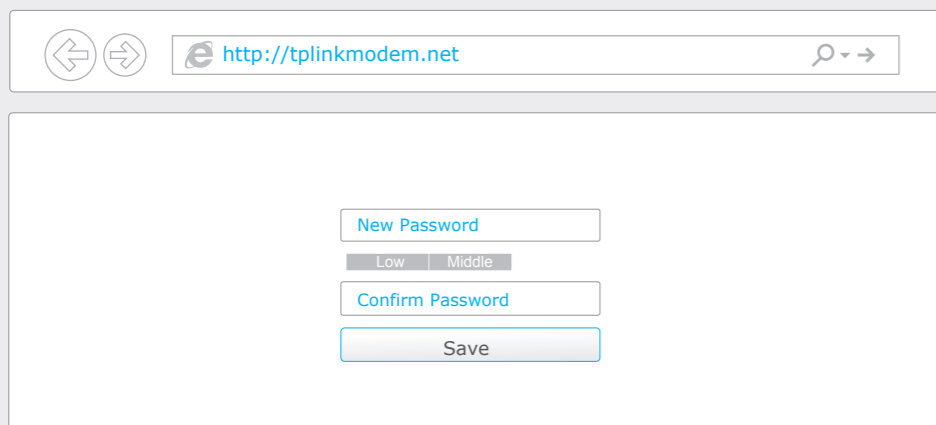 http://tplinkmodem.net
New Password
Low Middle
Confirm Password
Save